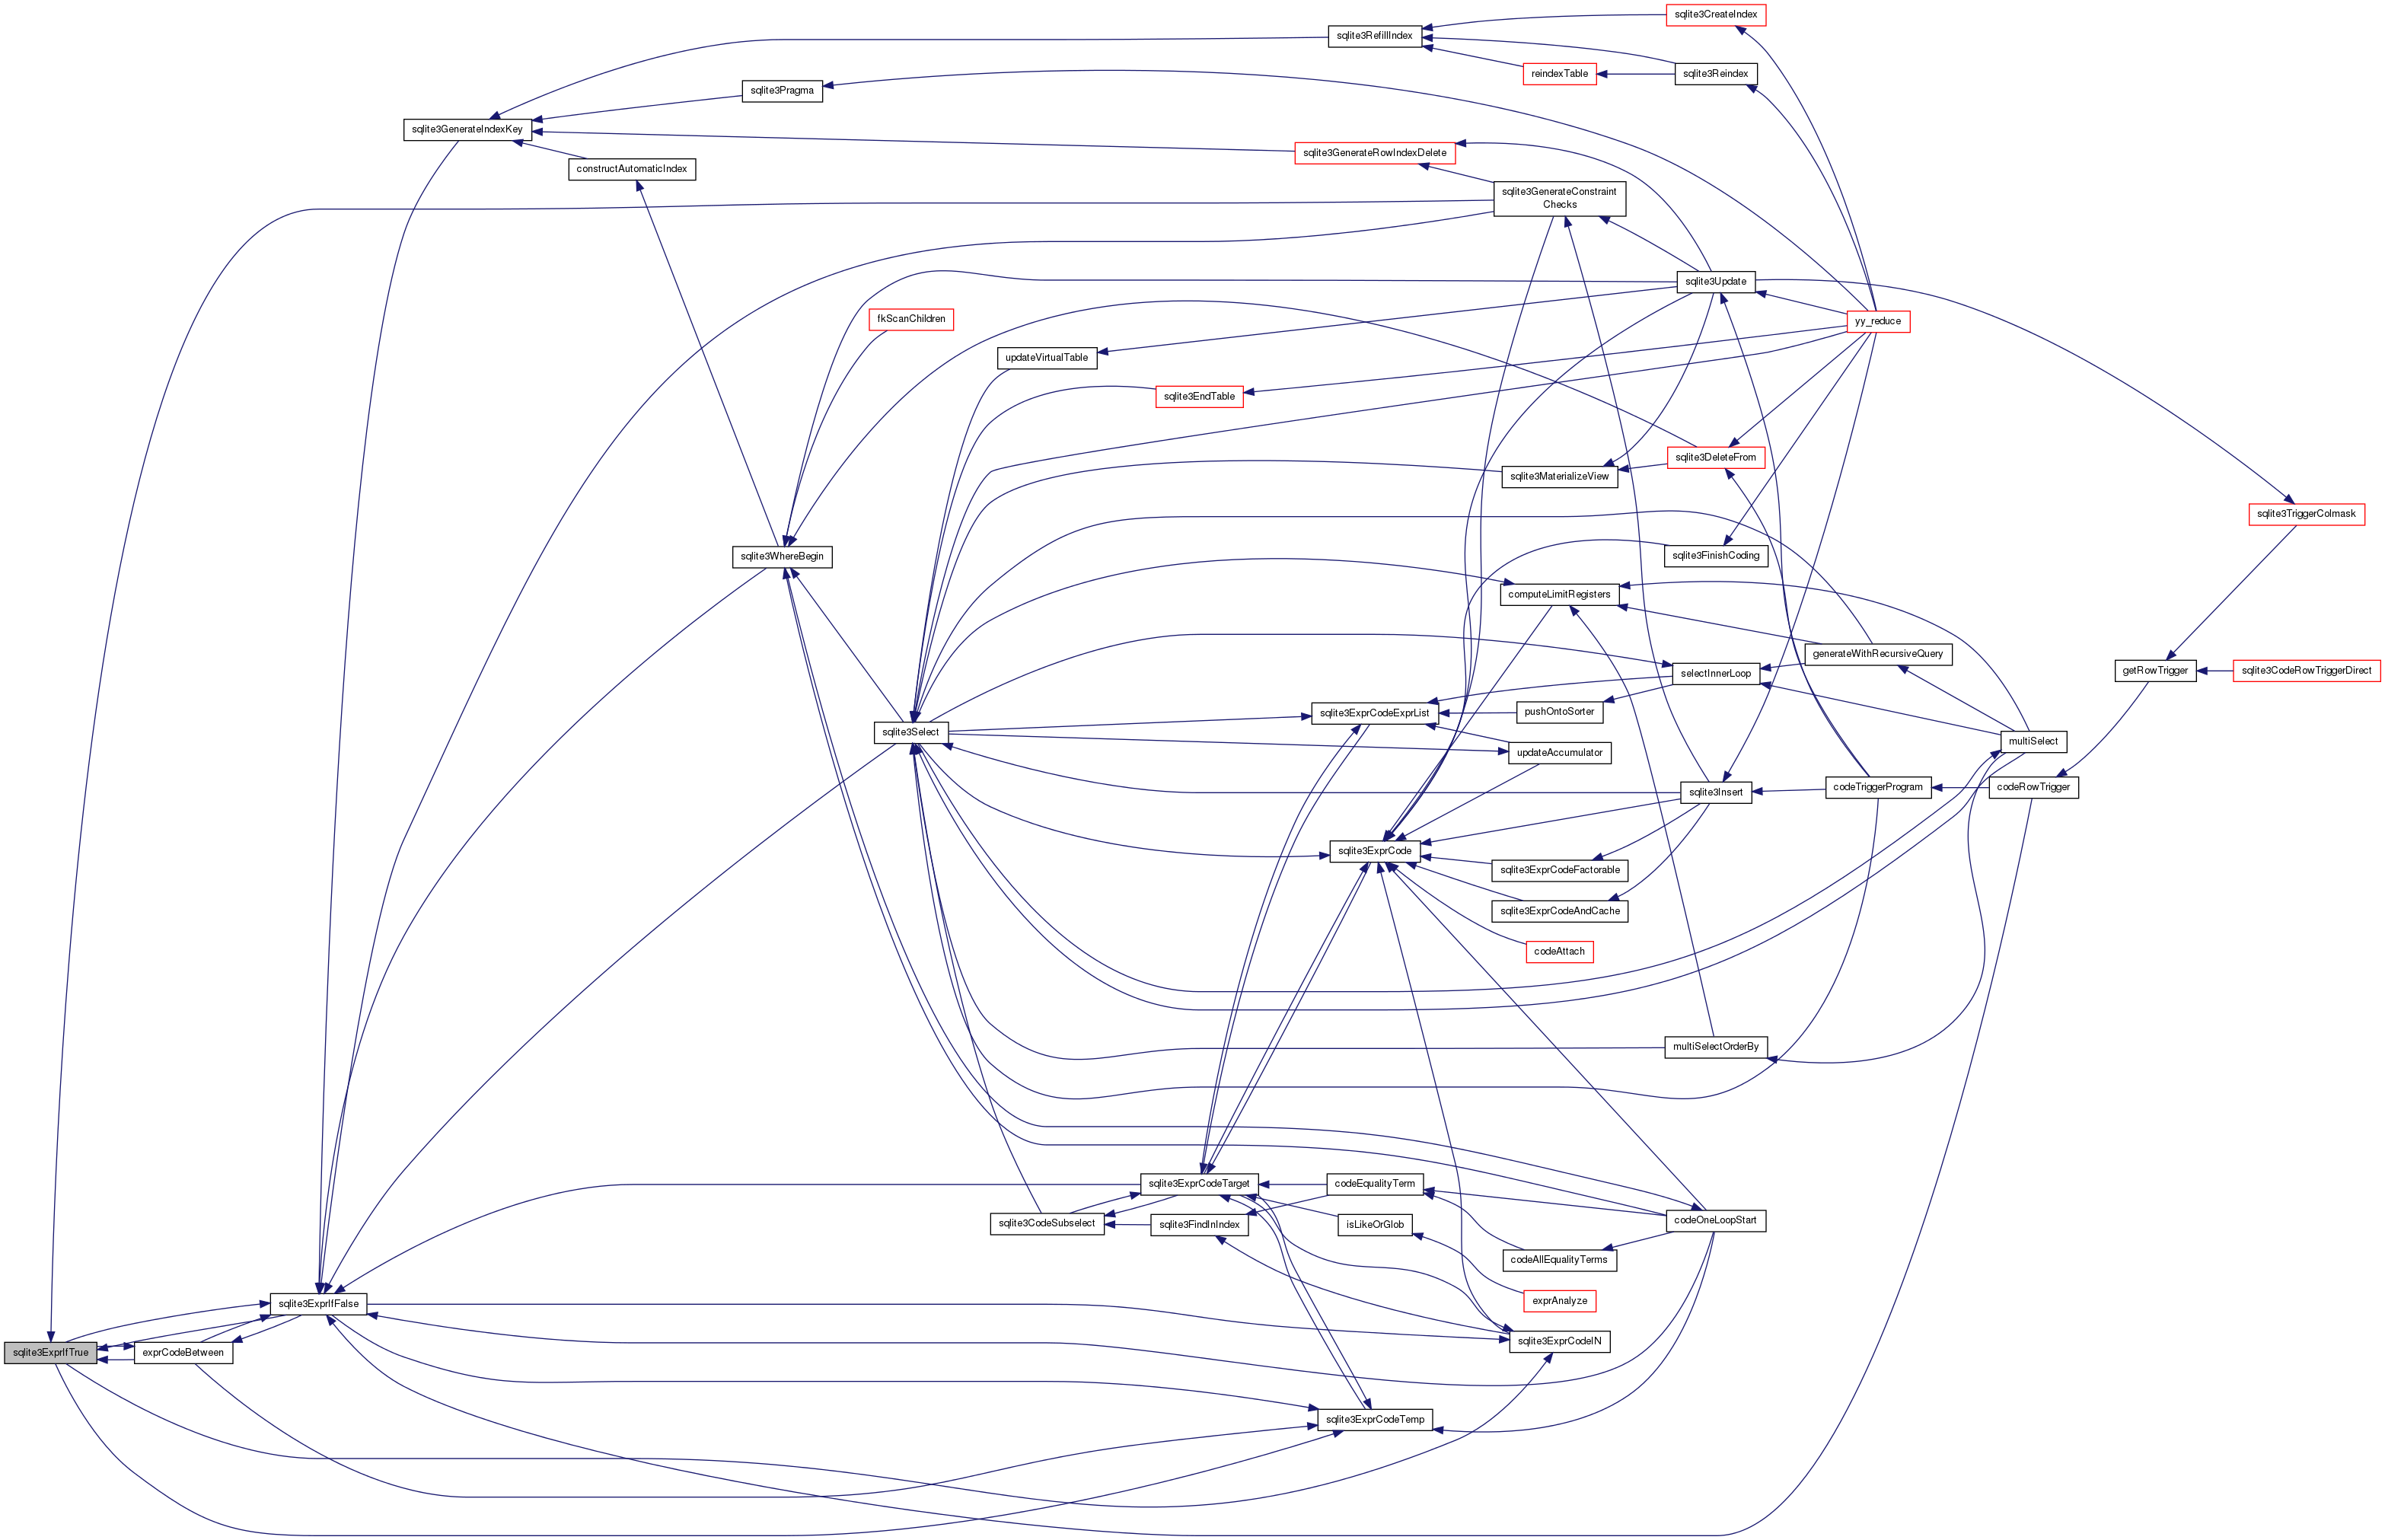 sqlite3CreateIndex
sqlite3RefillIndex
reindexTable
sqlite3Reindex
sqlite3Pragma
sqlite3GenerateIndexKey
sqlite3GenerateRowIndexDelete
constructAutomaticIndex
sqlite3GenerateConstraint
Checks
sqlite3Update
fkScanChildren
yy_reduce
updateVirtualTable
sqlite3EndTable
sqlite3DeleteFrom
sqlite3MaterializeView
sqlite3TriggerColmask
sqlite3WhereBegin
sqlite3FinishCoding
computeLimitRegisters
generateWithRecursiveQuery
selectInnerLoop
getRowTrigger
sqlite3CodeRowTriggerDirect
sqlite3ExprCodeExprList
pushOntoSorter
sqlite3Select
updateAccumulator
multiSelect
sqlite3Insert
codeTriggerProgram
codeRowTrigger
sqlite3ExprCode
sqlite3ExprCodeFactorable
sqlite3ExprCodeAndCache
codeAttach
multiSelectOrderBy
sqlite3ExprCodeTarget
codeEqualityTerm
sqlite3CodeSubselect
sqlite3FindInIndex
isLikeOrGlob
codeOneLoopStart
codeAllEqualityTerms
sqlite3ExprIfFalse
exprAnalyze
sqlite3ExprIfTrue
exprCodeBetween
sqlite3ExprCodeIN
sqlite3ExprCodeTemp